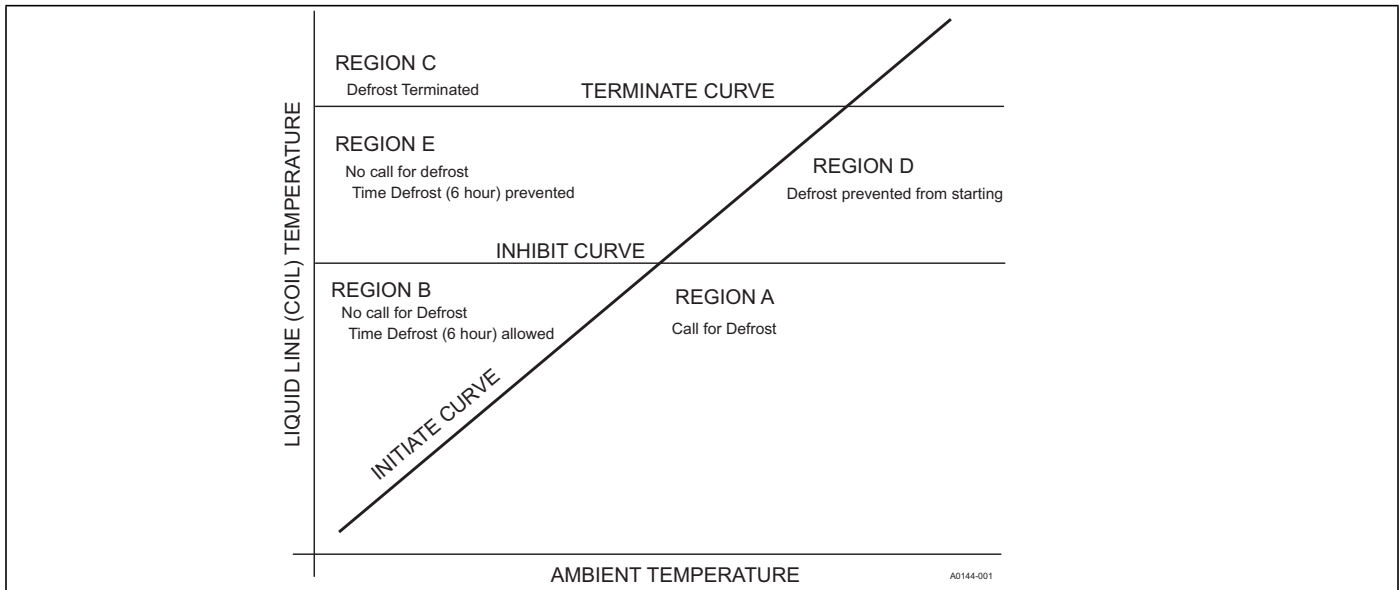 REGION C
Defrost Terminated
TERMINATE CURVE
REGION E
No call for defrost
Time Defrost (6 hour) prevented
REGION D
Defrost prevented from starting
INHIBIT CURVE
REGION B
No call for Defrost
Time Defrost (6 hour) allowed
REGION A
Call for Defrost
INITIATE CURVE
LIQUID LINE (COIL) TEMPERATURE
AMBIENT TEMPERATURE
A0144-001